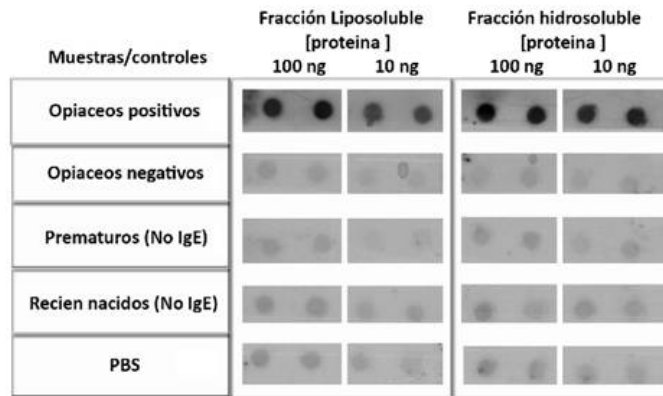 Fracción Liposoluble
[proteina ]
100 ng 10 ng
Fracción hidrosoluble
[proteina ]
100 ng 10 ng
Muestras/controles
Opiaceos positivos
Opiaceos negativos
Prematuros (No IgE)
Recien nacidos (No IgE)
PBS